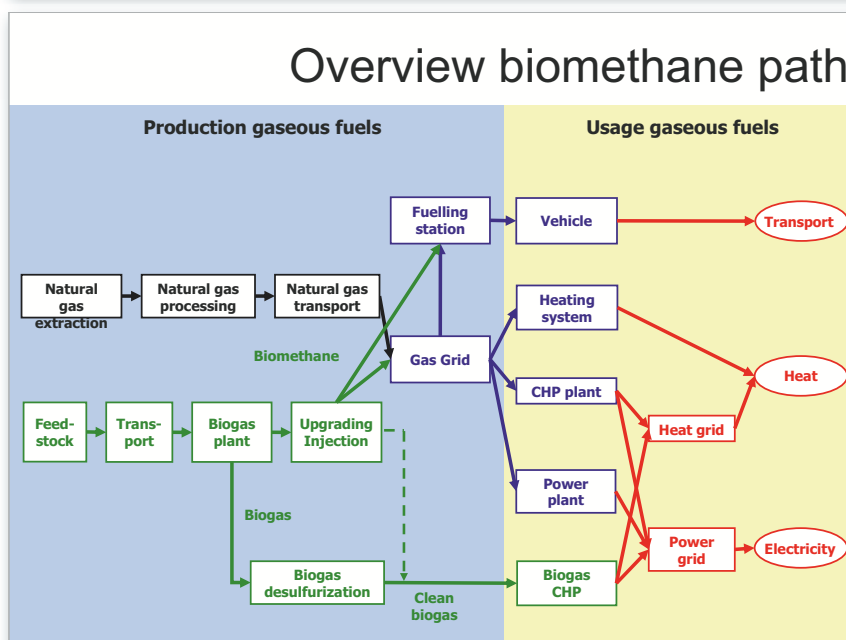 Overview biomethane path
Production gaseous fuels
Usage gaseous fuels
Fuelling
station
Vehicle
Transport
Natural
gas
extraction
Natural gas
processing
Natural gas
transport
Heating
system
Biomethane
Gas Grid
Heat
CHP plant
Feed-
stock
Trans-
port
Biogas
plant
Upgrading
Injection
Heat grid
Power
plant
Biogas
Power
grid
Electricity
Biogas
desulfurization
Clean
biogas
Biogas
CHP